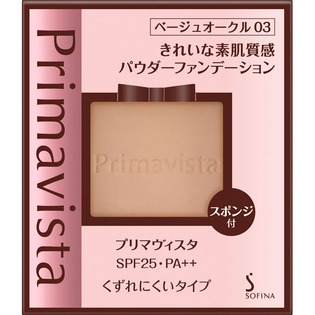 Primavista
ベージュオークル 03
きれいな素肌質感
パウダーファンデーション
Primavista
スポンジ
付
プリマヴィスタ
SPF25・PA++
くずれにくいタイプ
SOFINA